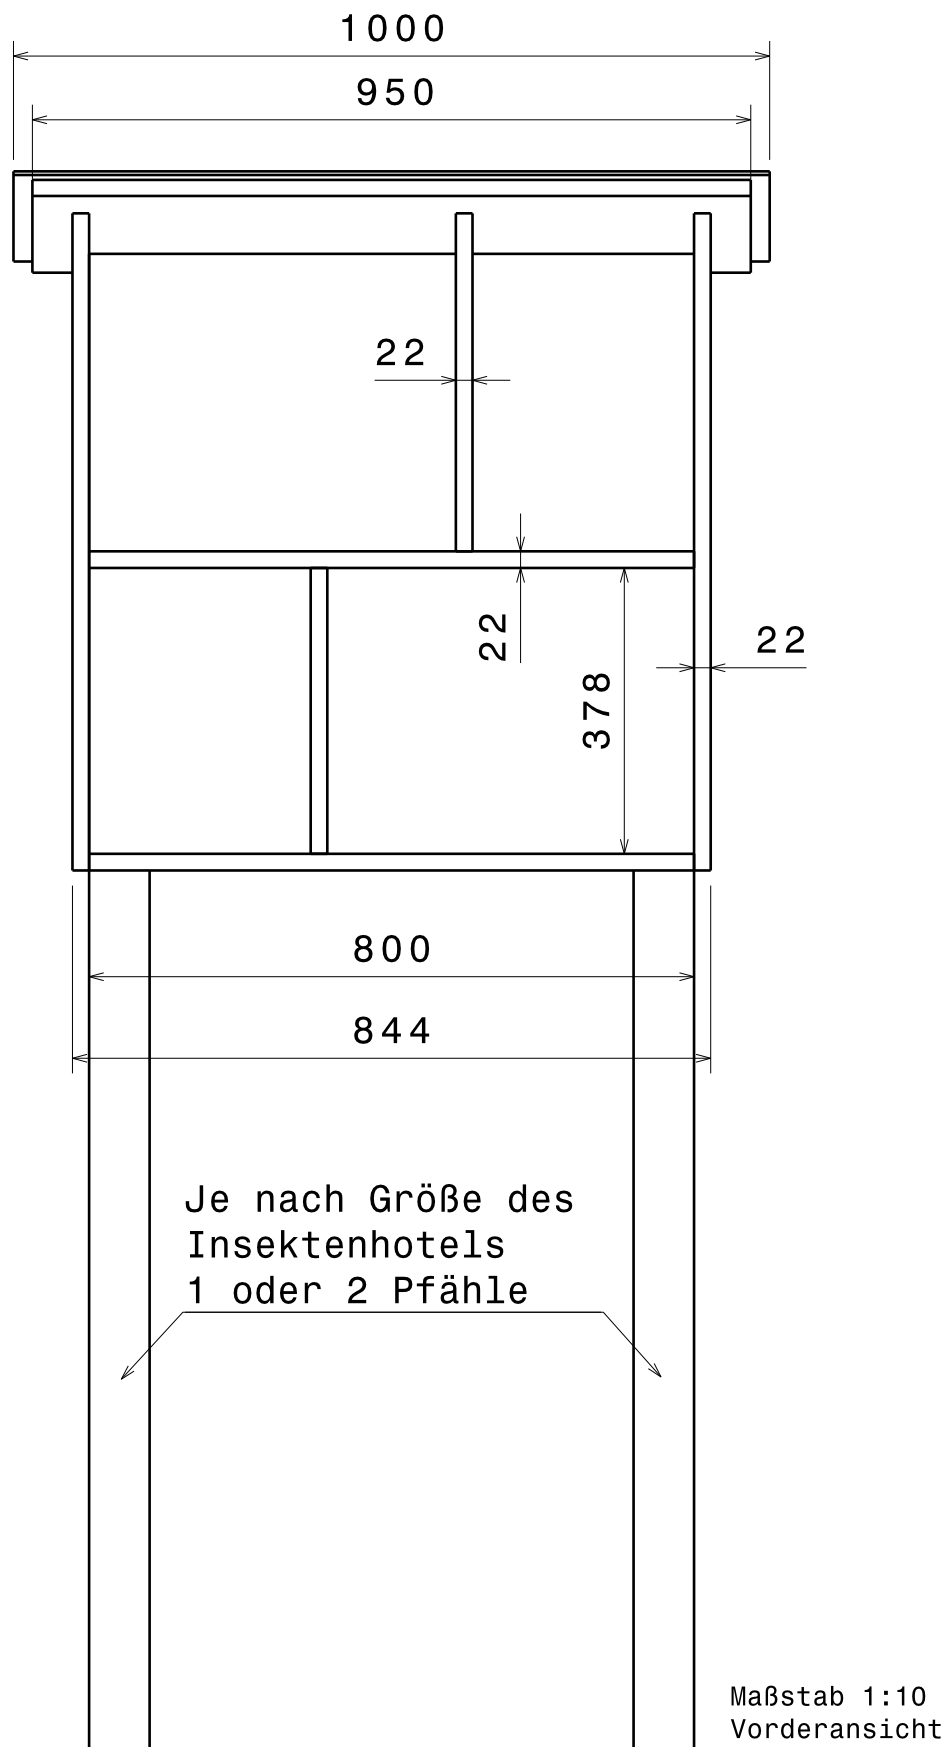 1000
950
22
22
22
378
800
844
Je nach Größe des
Insektenhotels
1 oder 2 Pfähle
Maßstab 1:10
Vorderansicht